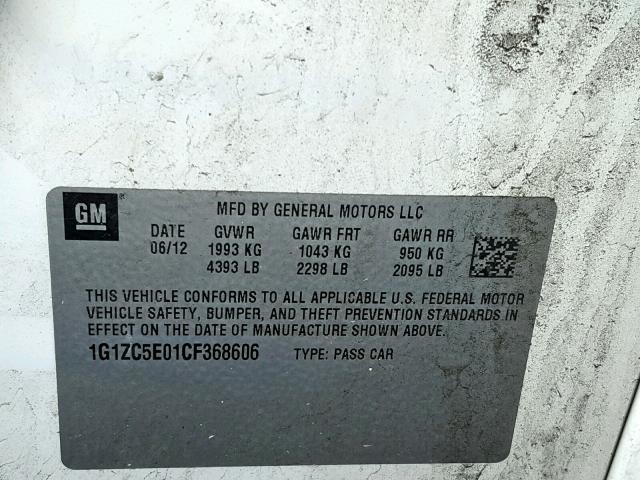 GM
MFD BY GENERAL MOTORS LLC
DATE GVWR GAWR FRT GAWR RR
06/12 1993 KG 1043 KG 950 KG
4393 LB 2298 LB 2095 LB
THIS VEHICLE CONFORMS TO ALL APPLICABLE U.S. FEDERAL MOTOR
VEHICLE SAFETY, BUMPER, AND THEFT PREVENTION STANDARDS IN
EFFECT ON THE DATE OF MANUFACTURE SHOWN ABOVE.
1G1ZC5E01CF368606 TYPE: PASS CAR